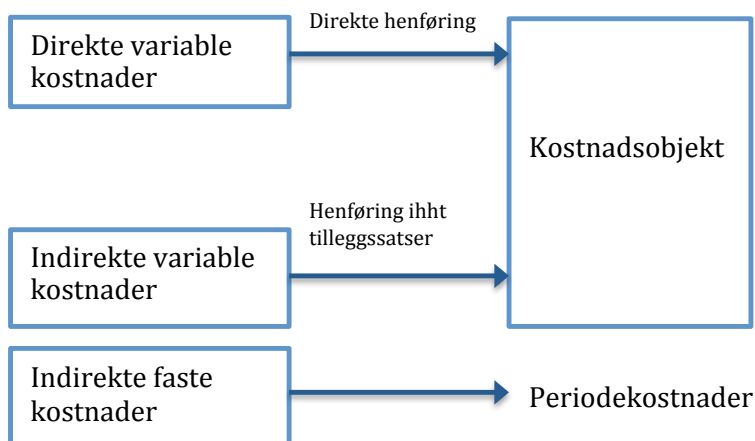 Direkte variable
kostnader
Direkte henføring
Kostnadsobjekt
Henføring ihht
tilleggssatser
Indirekte variable
kostnader
Indirekte faste
kostnader
Periodekostnader